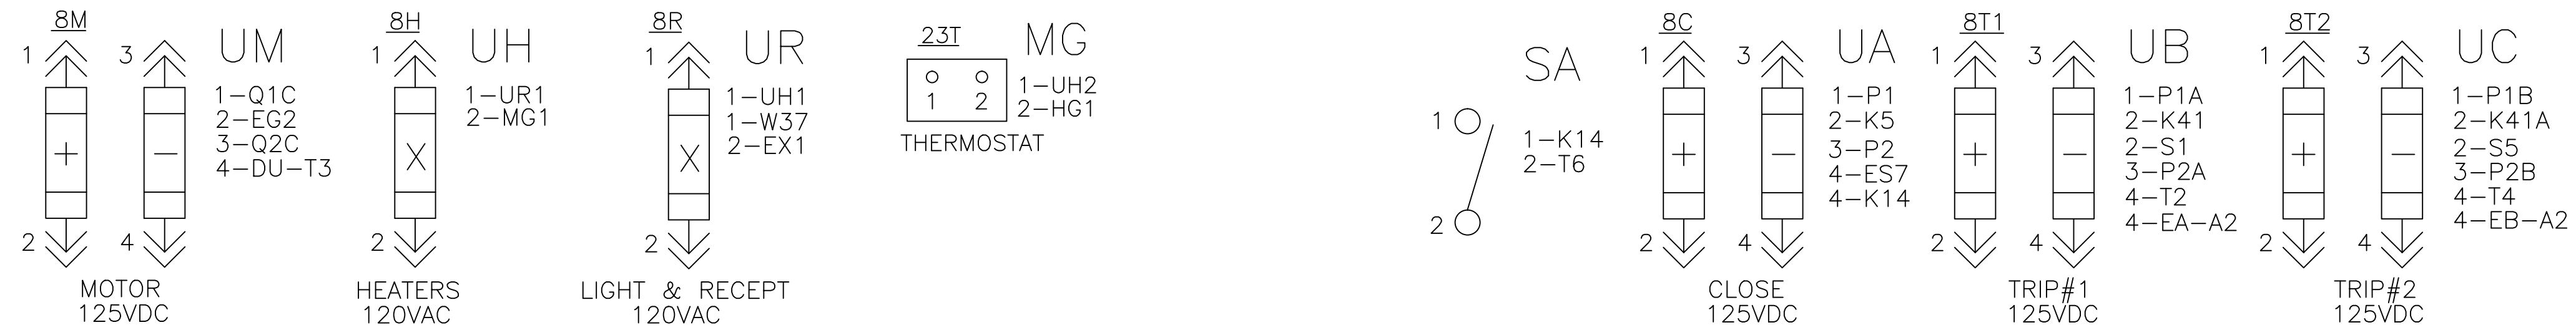 8M
1
3
UM
1-Q1C
2-EG2
3-Q2C
4-DU-T3
+
-
2
4
MOTOR
125VDC
8H
1
UH
1-UR1
2-MG1
X
2
HEATERS
120VAC
8R
1
UR
1-UH1
1-W37
2-EX1
X
2
LIGHT & RECEPT
120VAC
23T
MG
1 2
1-UH2
2-HG1
THERMOSTAT
SA
1
1-K14
2-T6
2
8C
1
3
UA
1-P1
2-K5
3-P2
4-ES7
4-K14
+
-
2
4
CLOSE
125VDC
8T1
1
3
UB
1-P1A
2-K41
2-S1
3-P2A
4-T2
4-EA-A2
+
-
2
4
TRIP#1
125VDC
8T2
1
3
UC
1-P1B
2-K41A
2-S5
3-P2B
4-T4
4-EB-A2
+
-
2
4
TRIP#2
125VDC